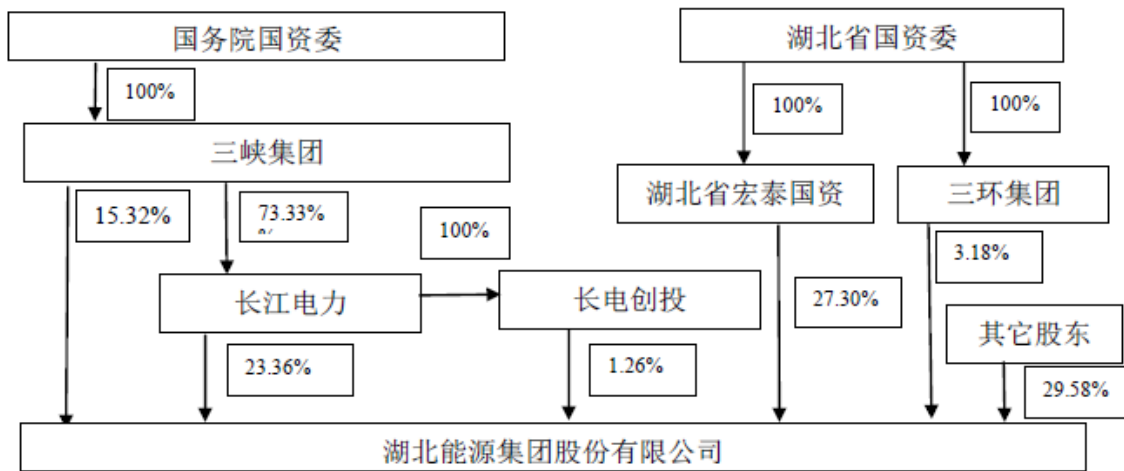 国务院国资委
湖北省国资委
100%
100%
100%
三峡集团
湖北省宏泰国资
三环集团
15.32%
73.33%
%
100%
3.18%
长江电力
长电创投
27.30%
其它股东
23.36%
1.26%
29.58%
湖北能源集团股份有限公司